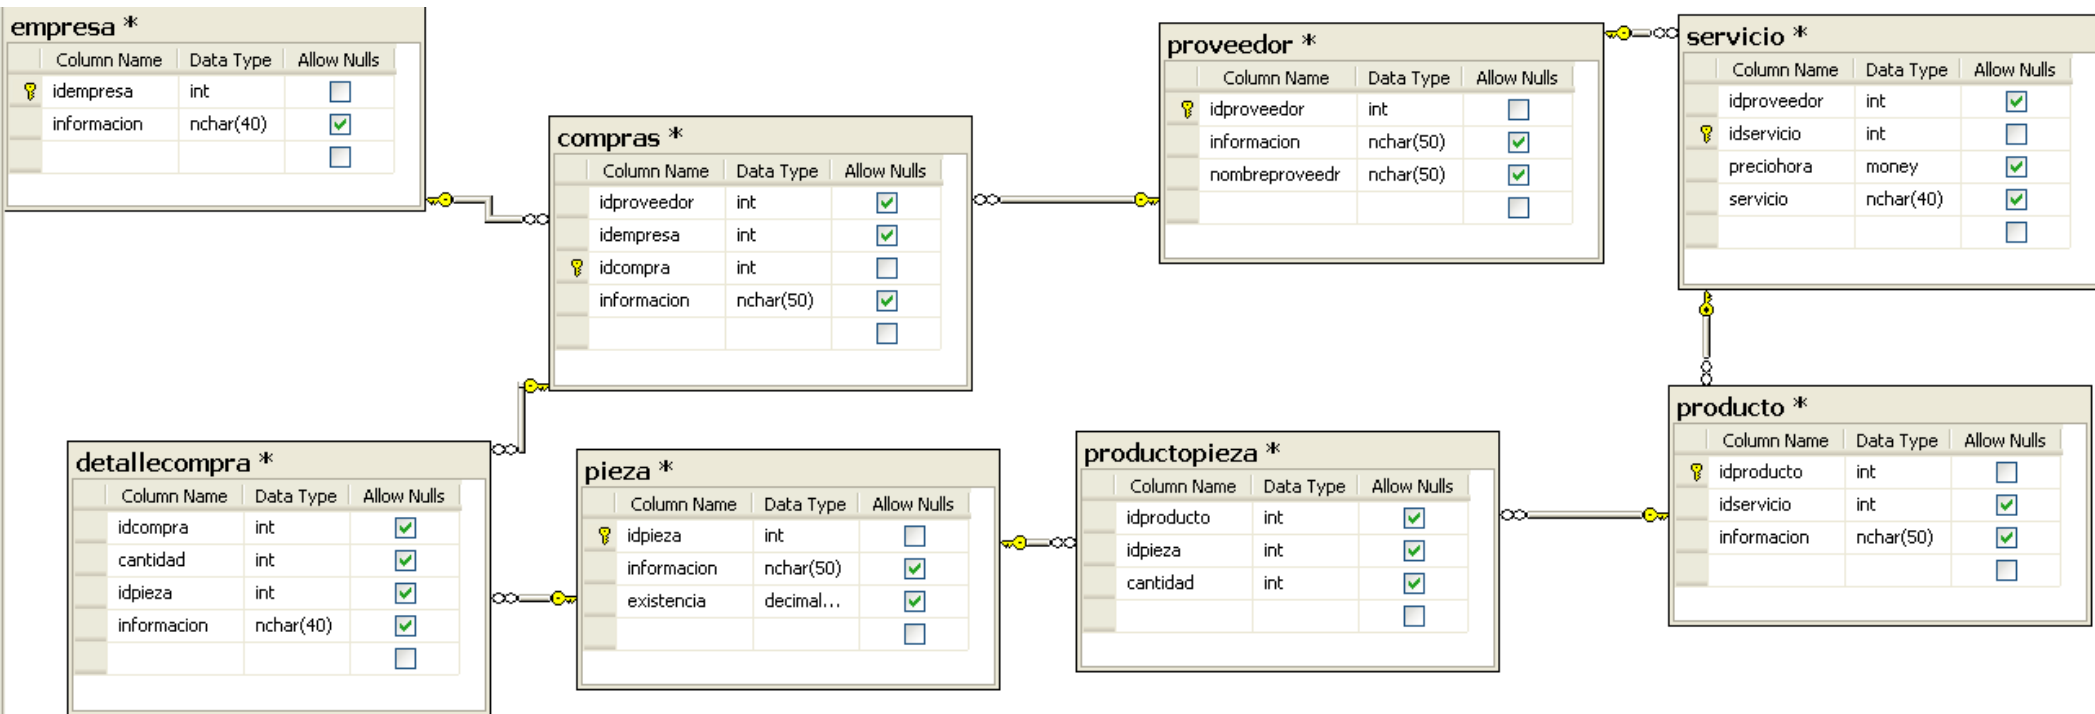 empresa *
Column Name Data Type Allow Nulls
idempresa int
informacion nchar(40)
compras *
Column Name Data Type Allow Nulls
idproveedor int
idempresa int
idcompra int
informacion nchar(50)
proveedor *
Column Name Data Type Allow Nulls
idproveedor int
informacion nchar(50)
nombreproveedr nchar(50)
servicio *
Column Name Data Type Allow Nulls
idproveedor int
idservicio int
preciohora money
servicio nchar(40)
detallecompra *
Column Name Data Type Allow Nulls
idcompra int
cantidad int
idpieza int
informacion nchar(40)
pieza *
Column Name Data Type Allow Nulls
idpieza int
informacion nchar(50)
existencia decimal...
productopieza *
Column Name Data Type Allow Nulls
idproducto int
idpieza int
cantidad int
producto *
Column Name Data Type Allow Nulls
idproducto int
idservicio int
informacion nchar(50)